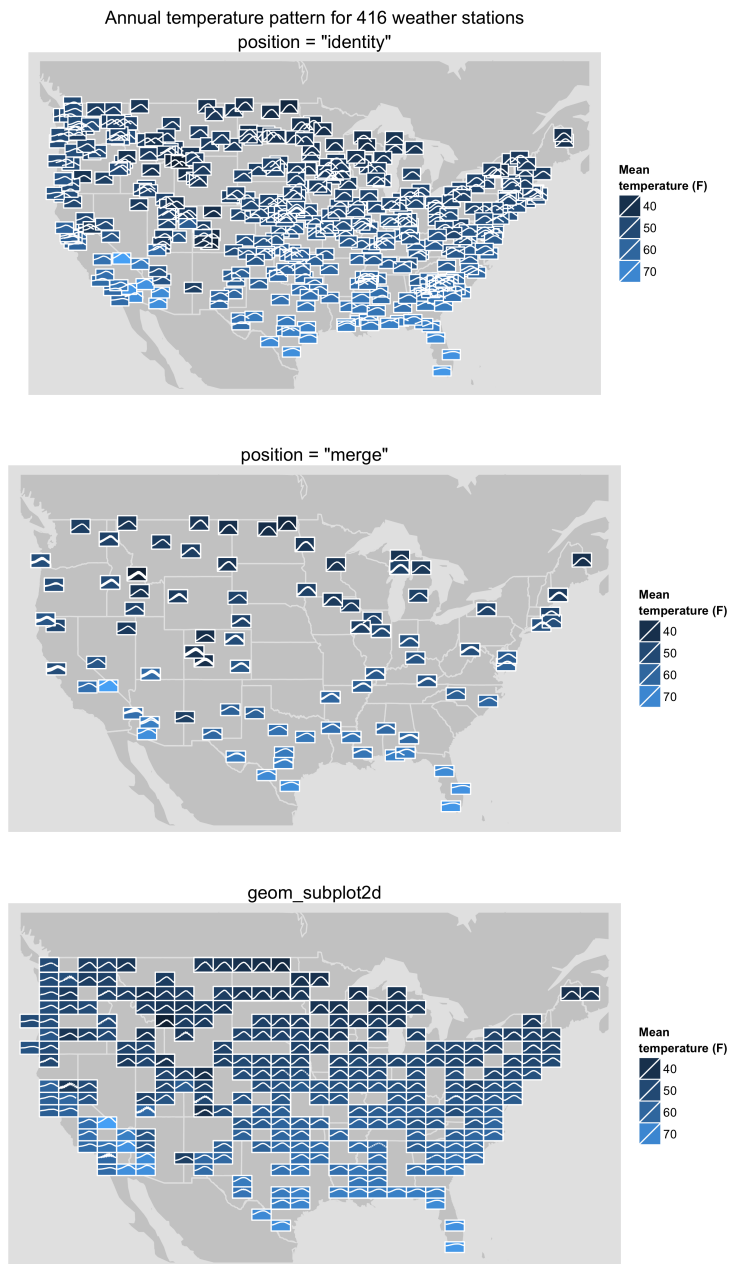 Annual temperature pattern for 416 weather stations
position = "identity"
Mean
temperature (F)
40
50
60
70
position = "merge"
Mean
temperature (F)
40
50
60
70
geom_subplot2d
Mean
temperature (F)
40
50
60
70